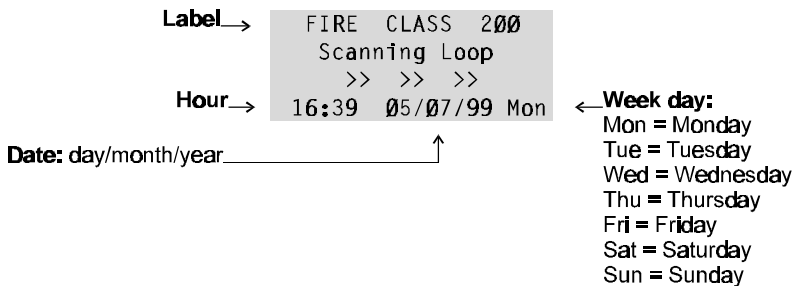 Label
FIRE CLASS 2ØØ
Scanning Loop
>> >> >>
Hour
16:39 Ø5/Ø7/99 Mon
Date: day/month/year
Week day:
Mon = Monday
Tue = Tuesday
Wed = Wednesday
Thu = Thursday
Fri = Friday
Sat = Saturday
Sun = Sunday